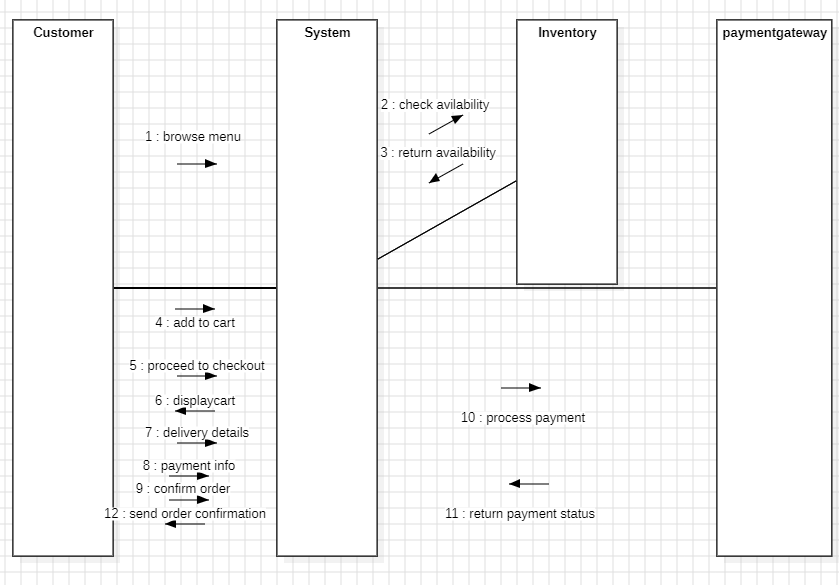 Customer
System
Inventory
paymentgateway
1 : browse menu
2 : check avilability
3 : return availability
4 : add to cart
5 : proceed to checkout
6 : displaycart
7 : delivery details
8 : payment info
9 : confirm order
10 : process payment
11 : return payment status
12 : send order confirmation